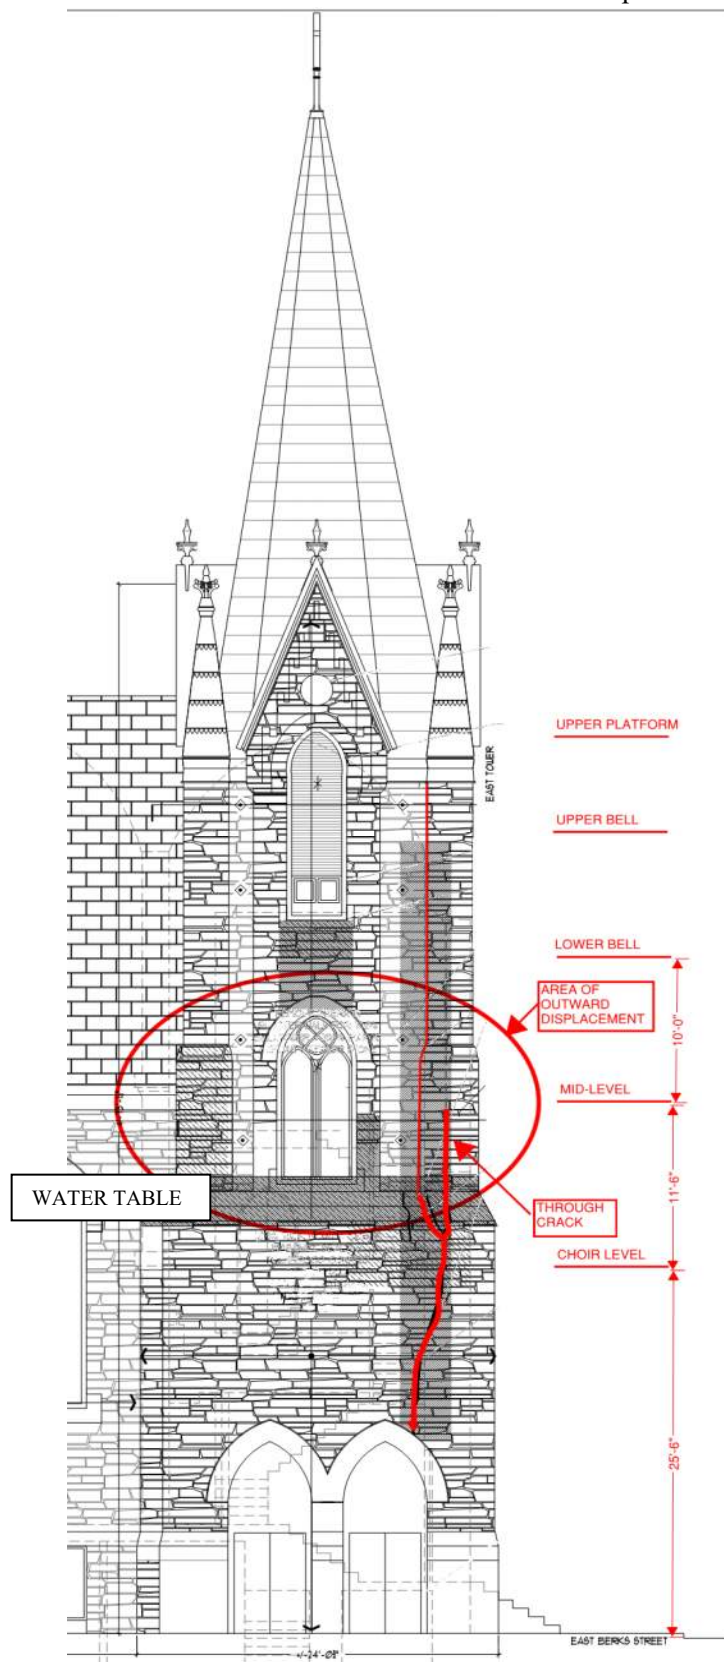 UPPER PLATFORM
EAST TOWER
UPPER BELL
LOWER BELL
AREA OF
OUTWARD
DISPLACEMENT
10'-0"
MID-LEVEL
11'-6"
WATER TABLE
THROUGH
CRACK
CHOIR LEVEL
25'-6"
EAST BERKS STREET